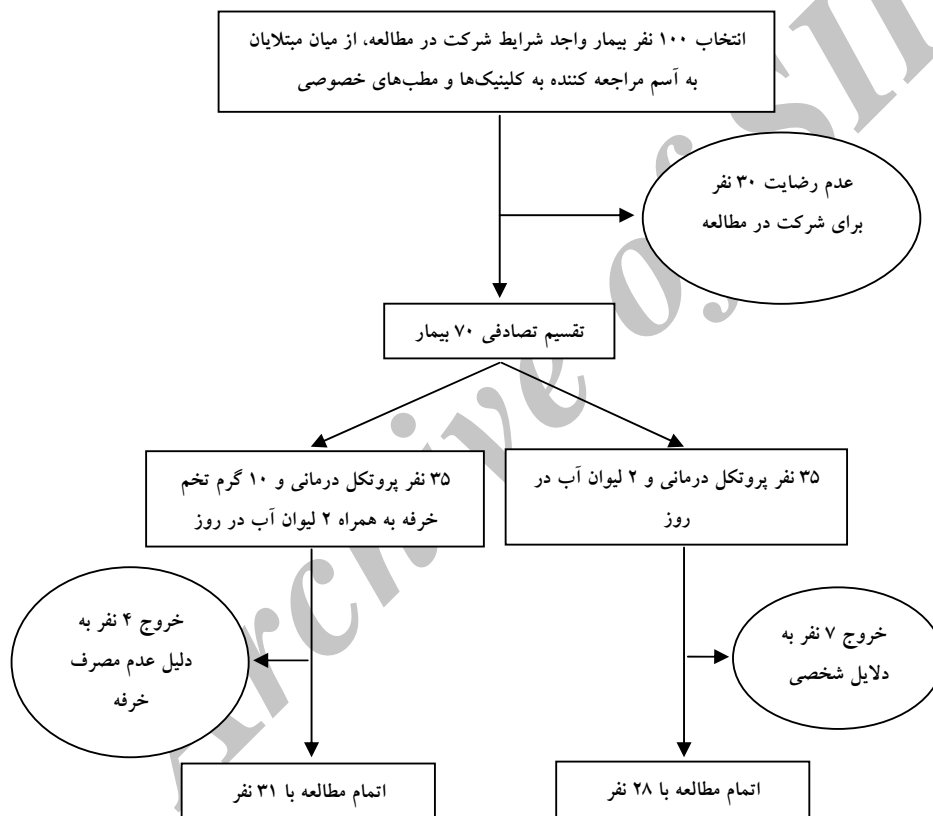 انتخاب ۱۰۰ نفر بیمار واجد شرایط شرکت در مطالعه، از میان مبتلایان
به آسم مراجعه کننده به کلینیک‌ها و مطب‌های خصوصی
عدم رضایت ۳۰ نفر
برای شرکت در مطالعه
تقسیم تصادفی ۷۰ بیمار
۳۵ نفر پروتکل درمانی و ۲ لیوان آب در
روز
۳۵ نفر پروتکل درمانی و ۱۰ گرم تخم
خرفه به همراه ۲ لیوان آب در روز
خروج ۷ نفر به
دلایل شخصی
خروج ۴ نفر به
دلیل عدم مصرف
خرفه
اتمام مطالعه با ۲۸ نفر
اتمام مطالعه با ۳۱ نفر
Archive of SID